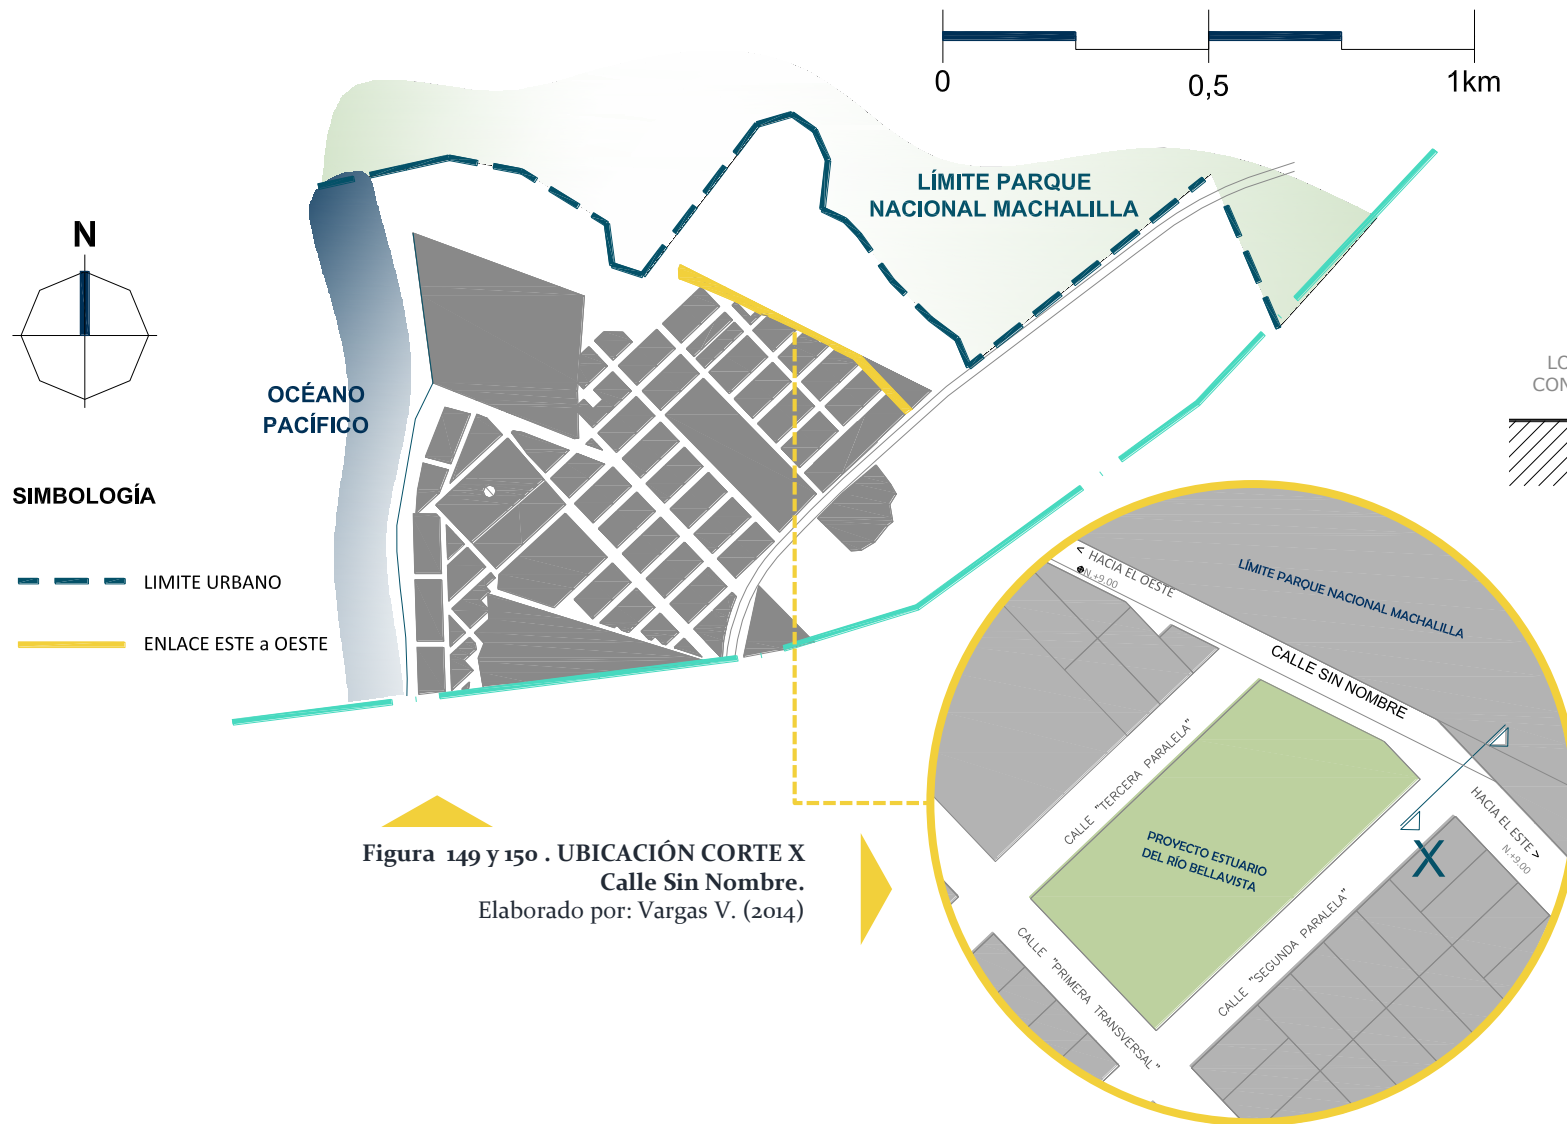 0
0,5
1km
LÍMITE PARQUE
NACIONAL MACHALILLA
N
OCÉANO
PACÍFICO
LO
CON
SIMBOLOGÍA
LIMITE URBANO
ENLACE ESTE a OESTE
< HACIA EL OESTE
N.+9.00
LÍMITE PARQUE NACIONAL MACHALILLA
CALLE SIN NOMBRE
CALLE "TERCERA PARALELA"
HACIA EL ESTE >
N.+9.00
PROYECTO ESTUARIO
DEL RÍO BELLAVISTA
X
CALLE "SEGUNDA PARALELA"
CALLE "PRIMERA TRANSVERSAL"
Figura 149 y 150 . UBICACIÓN CORTE X
Calle Sin Nombre.
Elaborado por: Vargas V. (2014)